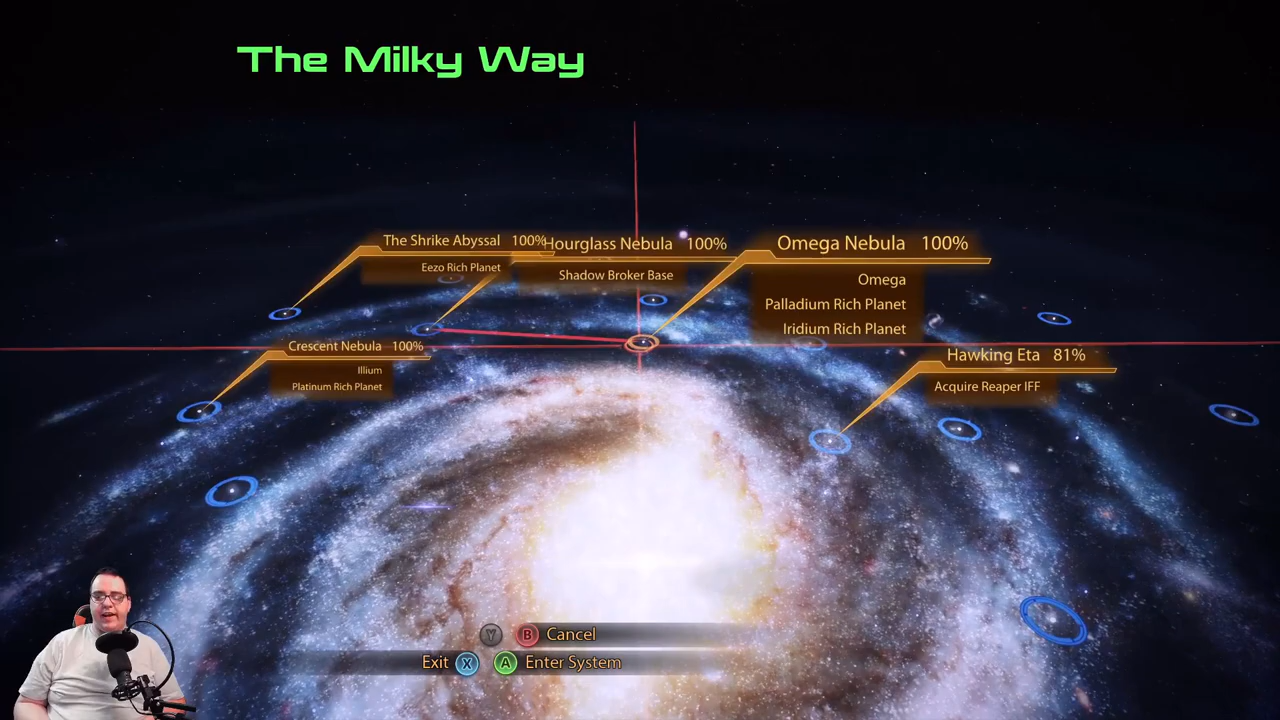 The Milky Way
The Shrike Abyssal 100%
Eezo Rich Planet
Hourglass Nebula 100%
Shadow Broker Base
Omega Nebula 100%
Omega
Palladium Rich Planet
Iridium Rich Planet
Crescent Nebula 100%
Illium
Platinum Rich Planet
Hawking Eta 81%
Acquire Reaper IFF
Y B Cancel
Exit X A Enter System